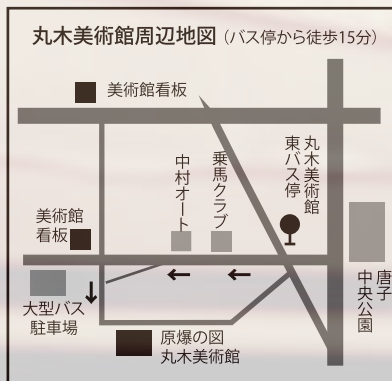 丸木美術館周辺地図（バス停から徒歩15分）
美術館看板
丸木美術館
東バス停
乗馬クラブ
中村オート
美術館
看板
唐子
中央公園
大型バス
駐車場
原爆の図
丸木美術館